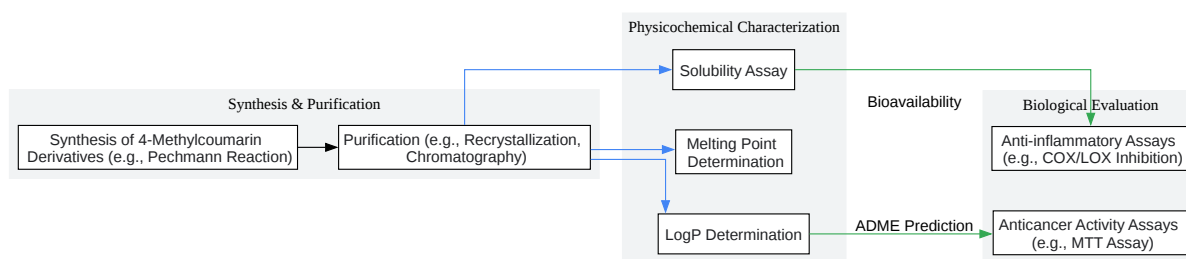 Physicochemical Characterization
Solubility Assay
Bioavailability
Synthesis & Purification
Biological Evaluation
Synthesis of 4-Methylcoumarin
Derivatives (e.g., Pechmann Reaction)
Purification (e.g., Recrystallization,
Chromatography)
Melting Point
Determination
Anti-inflammatory Assays
(e.g., COX/LOX Inhibition)
LogP Determination
ADME Prediction
Anticancer Activity Assays
(e.g., MTT Assay)